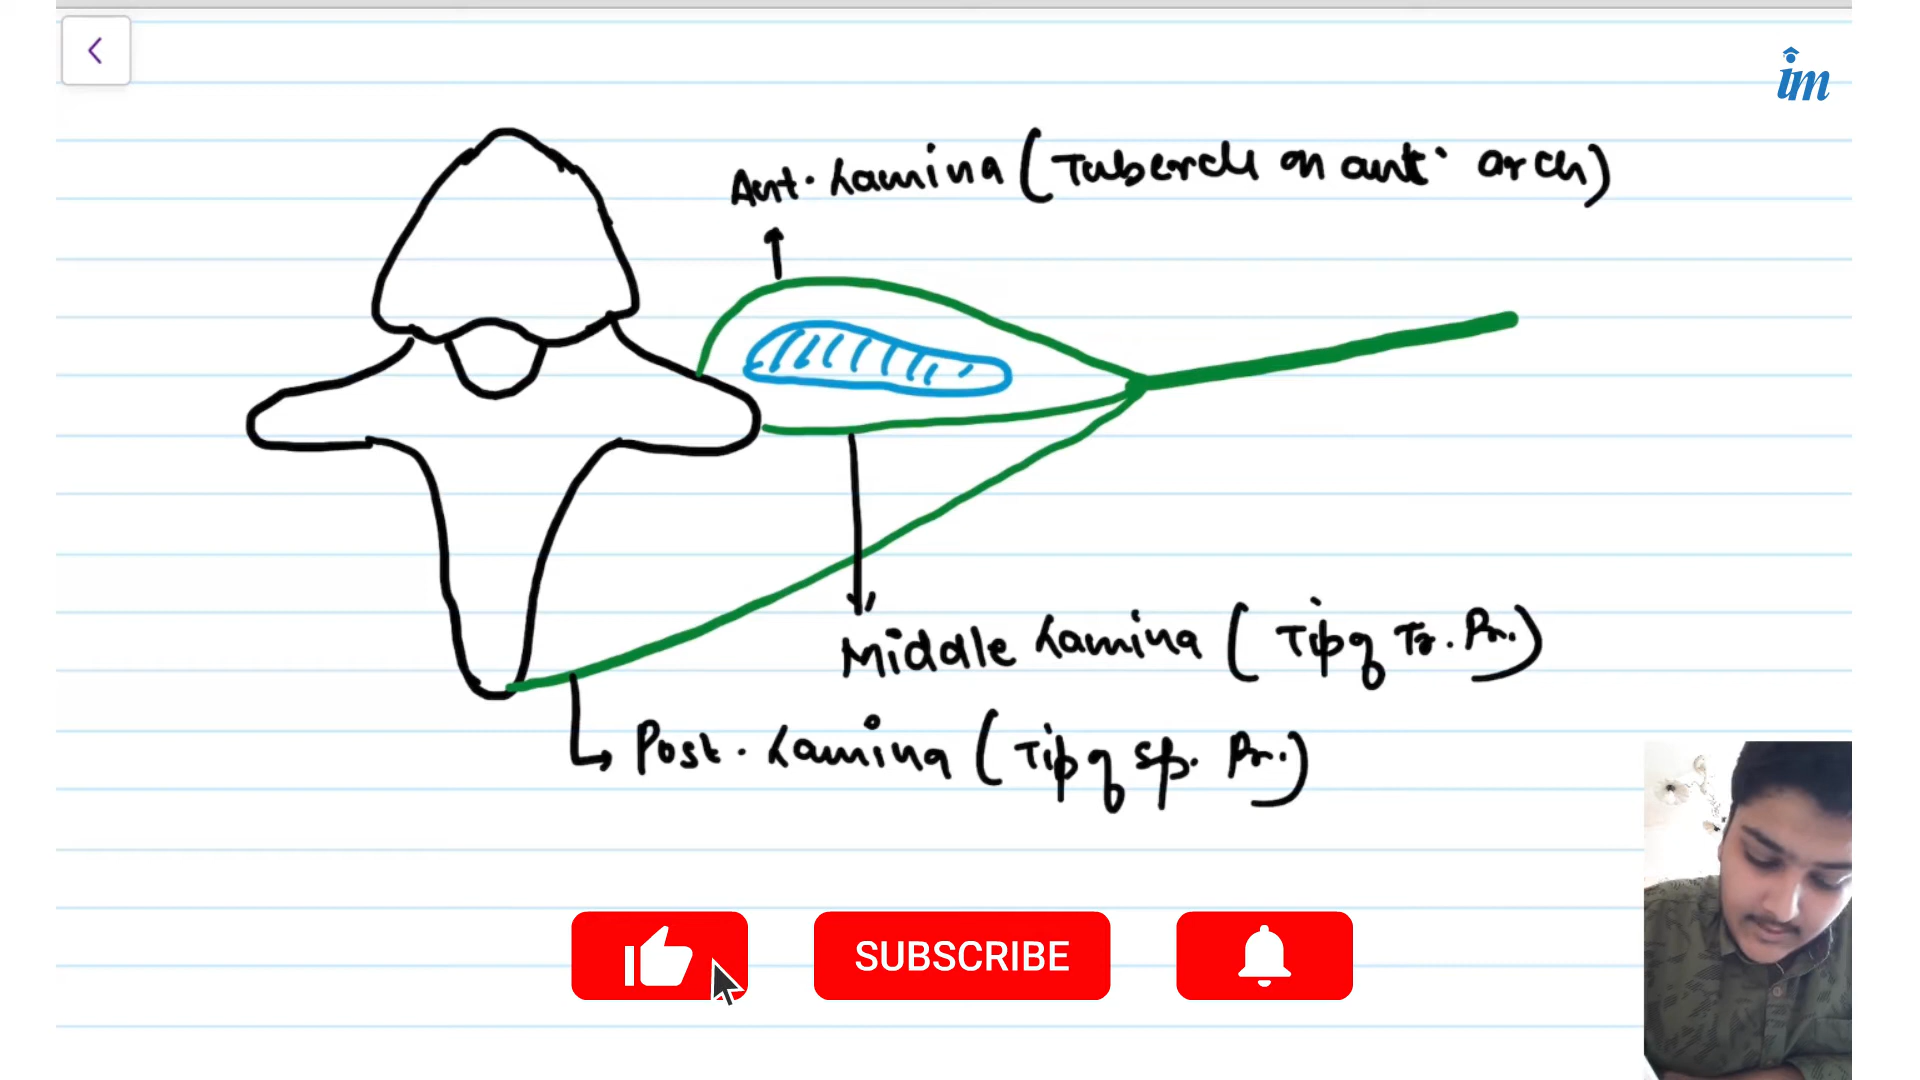 im
Ant. Lamina (Tubercle on ant. arch)
Middle Lamina (Tip of Tr. Pr.)
Post. Lamina (Tip of Sp. Pr.)
SUBSCRIBE